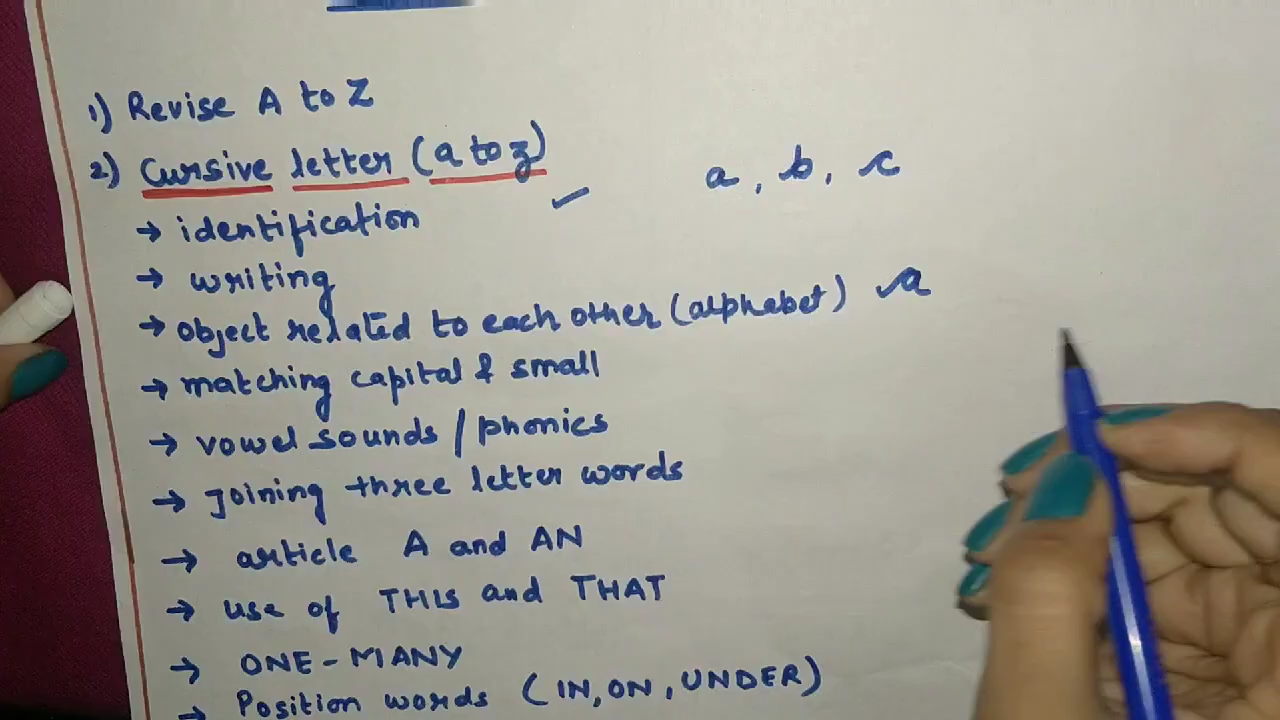 1) Revise A to Z
2) Cursive letter (a to z)
a, b, c
→ identification
→ writing
→ object related to each other (alphabet) ✓a
→ matching capital & small
→ vowel sounds / phonics
→ Joining three letter words
→ article A and AN
→ use of THIS and THAT
→ ONE - MANY
→ Position words (IN, ON, UNDER)